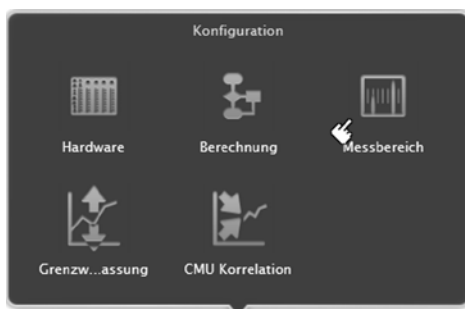 Konfiguration
Hardware
Berechnung
Messbereich
Grenzw...assung
CMU Korrelation